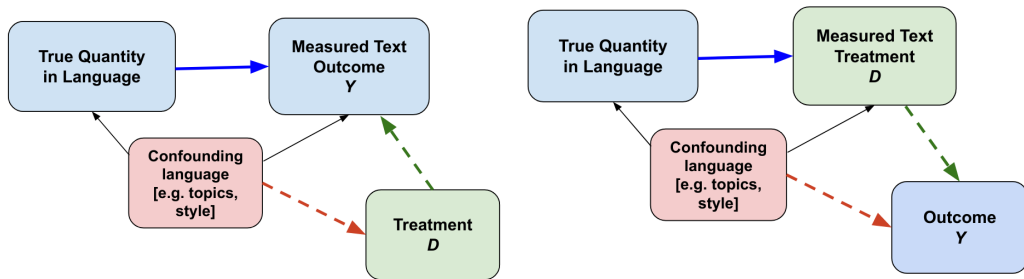 True Quantity
in Language
Measured Text
Outcome
Y
Confounding
language
[e.g. topics,
style]
Treatment
D
True Quantity
in Language
Measured Text
Treatment
D
Confounding
language
[e.g. topics,
style]
Outcome
Y